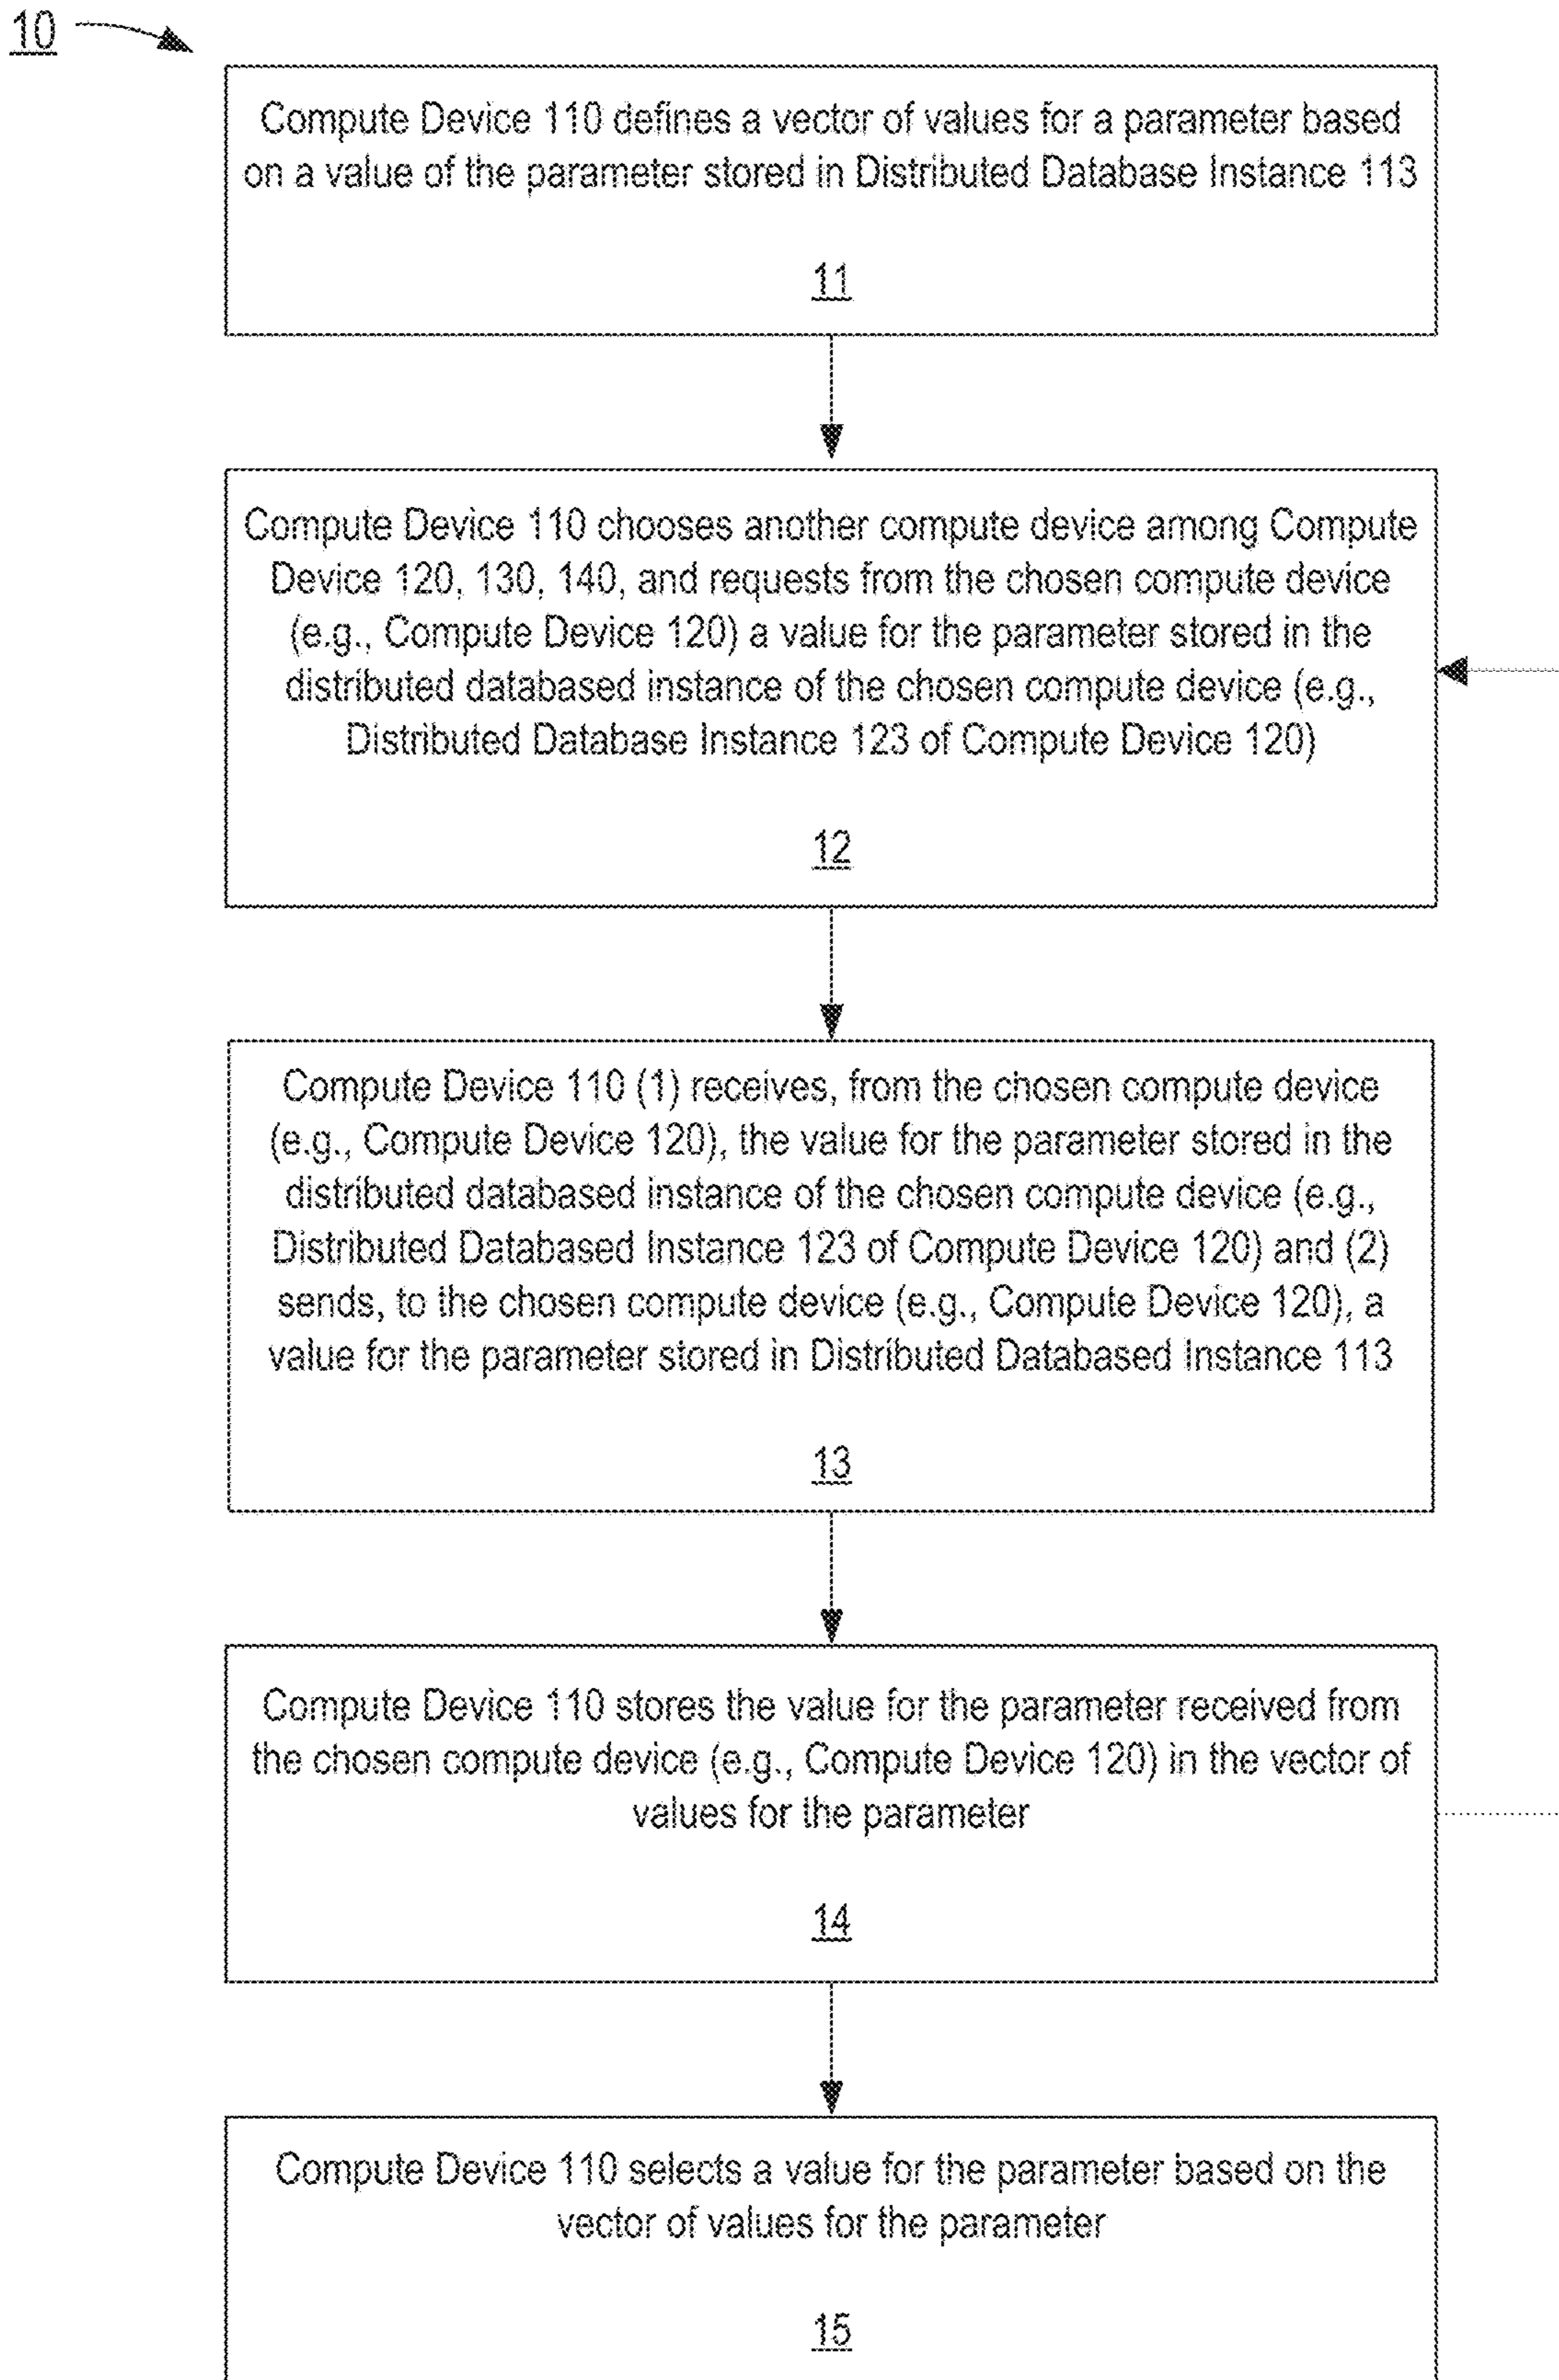 10
Compute Device 110 defines a vector of values for a parameter based
on a value of the parameter stored in Distributed Database Instance 113
11
Compute Device 110 chooses another compute device among Compute
Device 120, 130, 140, and requests from the chosen compute device
(e.g., Compute Device 120) a value for the parameter stored in the
distributed databased instance of the chosen compute device (e.g.,
Distributed Database Instance 123 of Compute Device 120)
12
Compute Device 110 (1) receives, from the chosen compute device
(e.g., Compute Device 120), the value for the parameter stored in the
distributed databased instance of the chosen compute device (e.g.,
Distributed Databased Instance 123 of Compute Device 120) and (2)
sends, to the chosen compute device (e.g., Compute Device 120), a
value for the parameter stored in Distributed Databased Instance 113
13
Compute Device 110 stores the value for the parameter received from
the chosen compute device (e.g., Compute Device 120) in the vector of
values for the parameter
14
Compute Device 110 selects a value for the parameter based on the
vector of values for the parameter
15